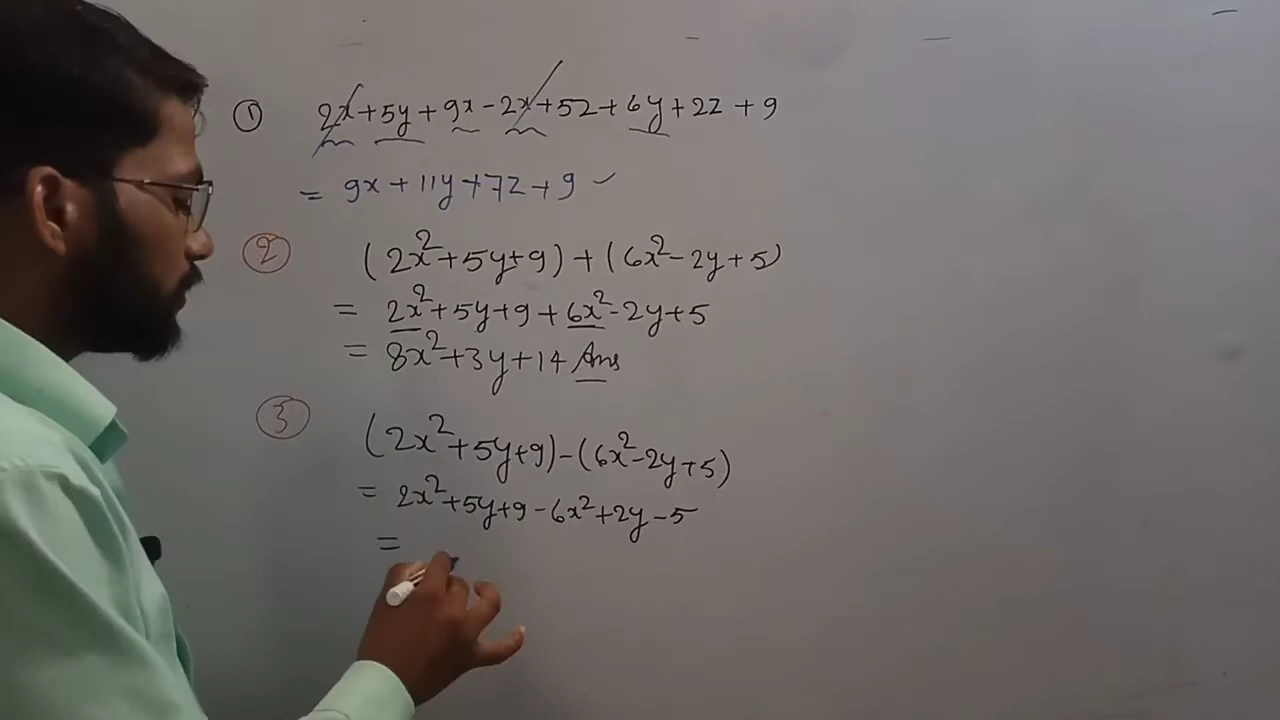 ① 2x+5y+9x-2x+5z+6y+2z+9
= 9x+11y+7z+9 ✓
② (2x²+5y+9)+(6x²-2y+5)
= 2x²+5y+9+6x²-2y+5
= 8x²+3y+14 Ans
③ (2x²+5y+9)-(6x²-2y+5)
= 2x²+5y+9-6x²+2y-5
=